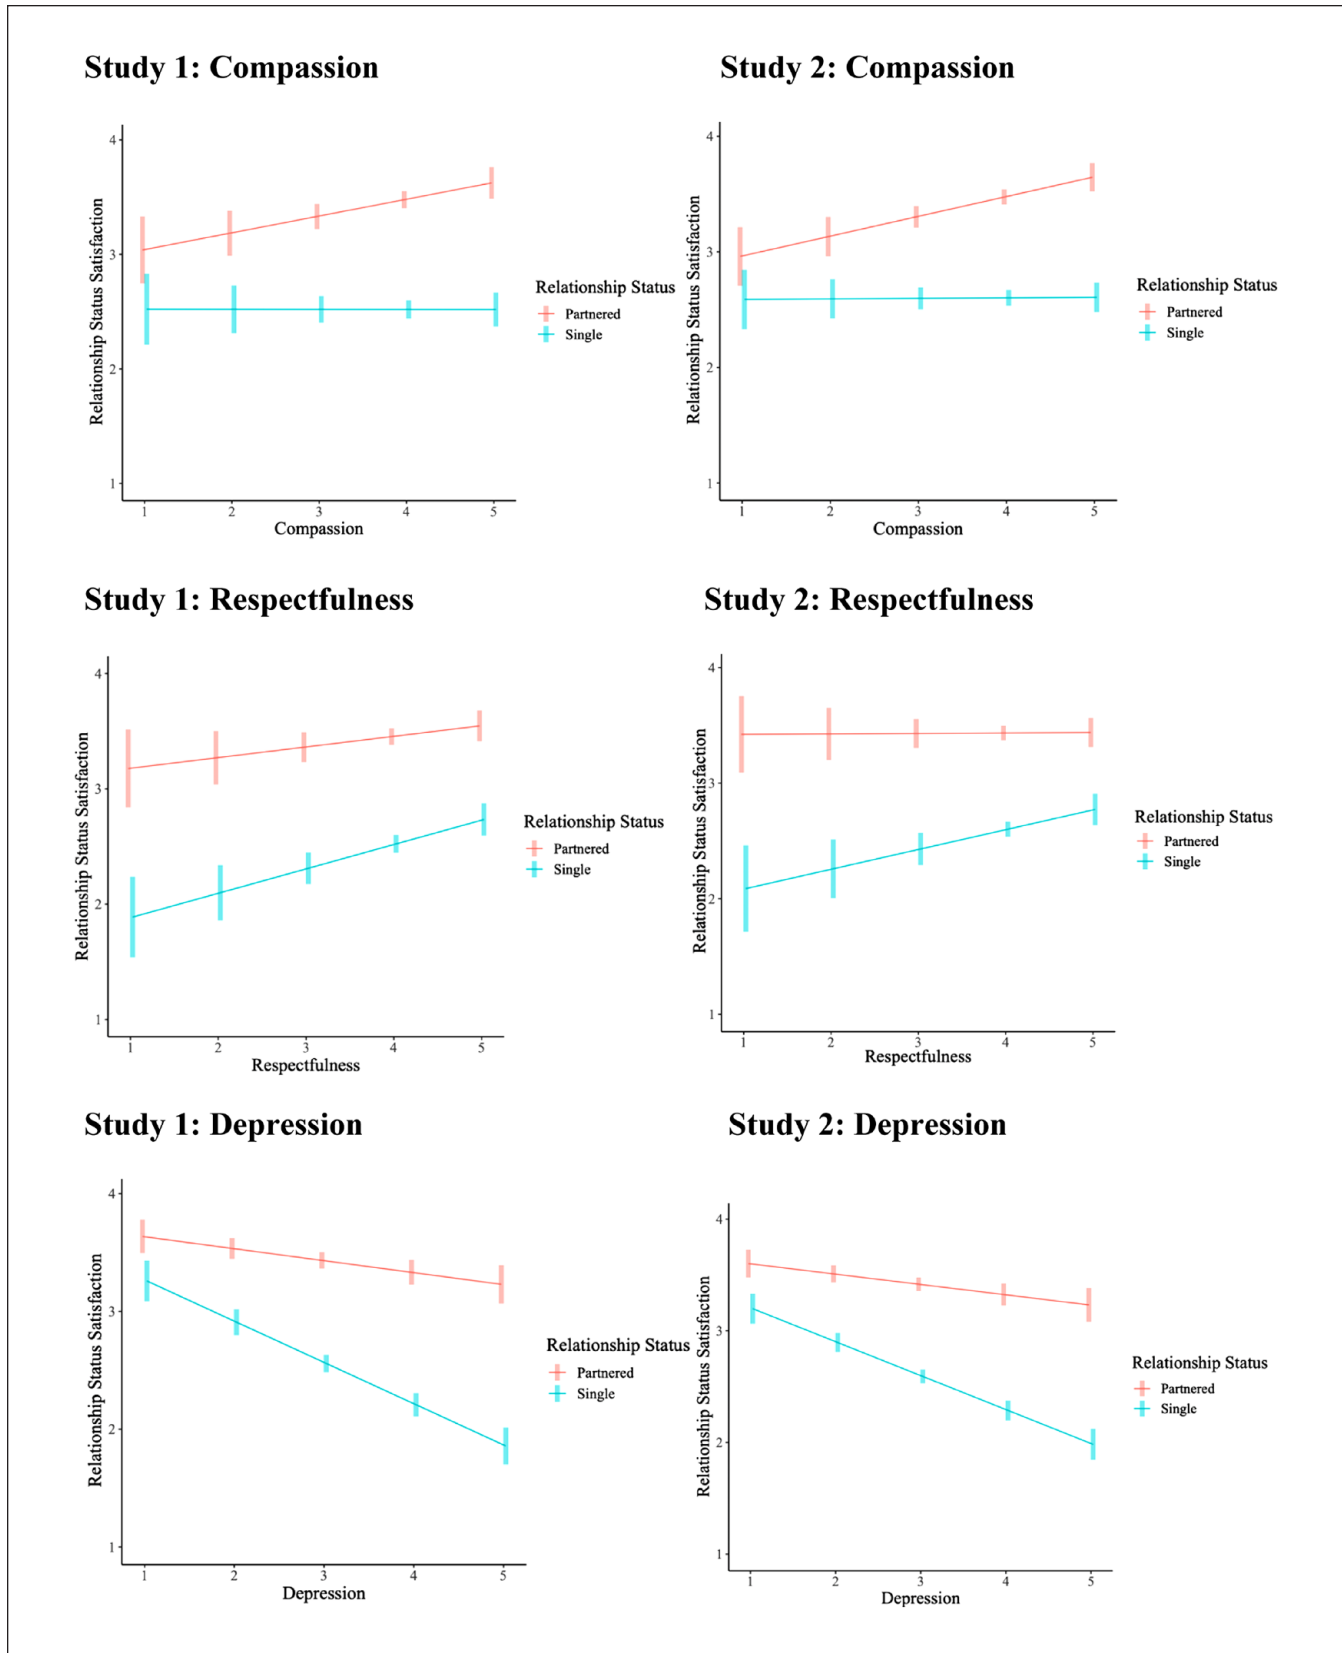 Study 1: Compassion
Relationship Status Satisfaction
4
3
2
1
1 2 3 4 5
Compassion
Relationship Status
Partnered
Single
Study 2: Compassion
Relationship Status Satisfaction
4
3
2
1
1 2 3 4 5
Compassion
Relationship Status
Partnered
Single
Study 1: Respectfulness
Relationship Status Satisfaction
4
3
2
1
1 2 3 4 5
Respectfulness
Relationship Status
Partnered
Single
Study 2: Respectfulness
Relationship Status Satisfaction
4
3
2
1
1 2 3 4 5
Respectfulness
Relationship Status
Partnered
Single
Study 1: Depression
Relationship Status Satisfaction
4
3
2
1
1 2 3 4 5
Depression
Relationship Status
Partnered
Single
Study 2: Depression
Relationship Status Satisfaction
4
3
2
1
1 2 3 4 5
Depression
Relationship Status
Partnered
Single